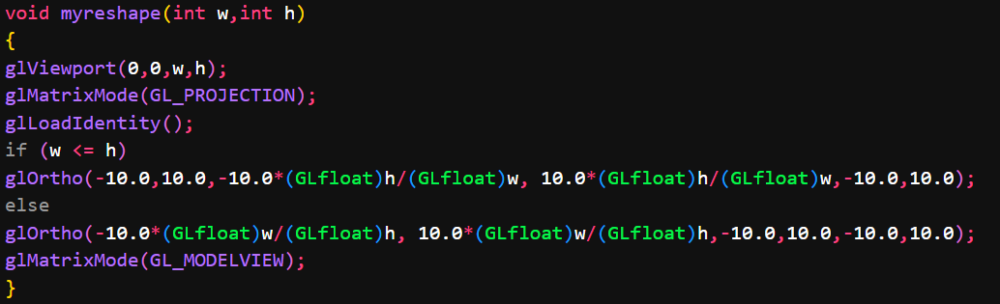 void myreshape(int w,int h)
{
glViewport(0,0,w,h);
glMatrixMode(GL_PROJECTION);
glLoadIdentity();
if (w <= h)
glOrtho(-10.0,10.0,-10.0*(GLfloat)h/(GLfloat)w, 10.0*(GLfloat)h/(GLfloat)w,-10.0,10.0);
else
glOrtho(-10.0*(GLfloat)w/(GLfloat)h, 10.0*(GLfloat)w/(GLfloat)h,-10.0,10.0,-10.0,10.0);
glMatrixMode(GL_MODELVIEW);
}